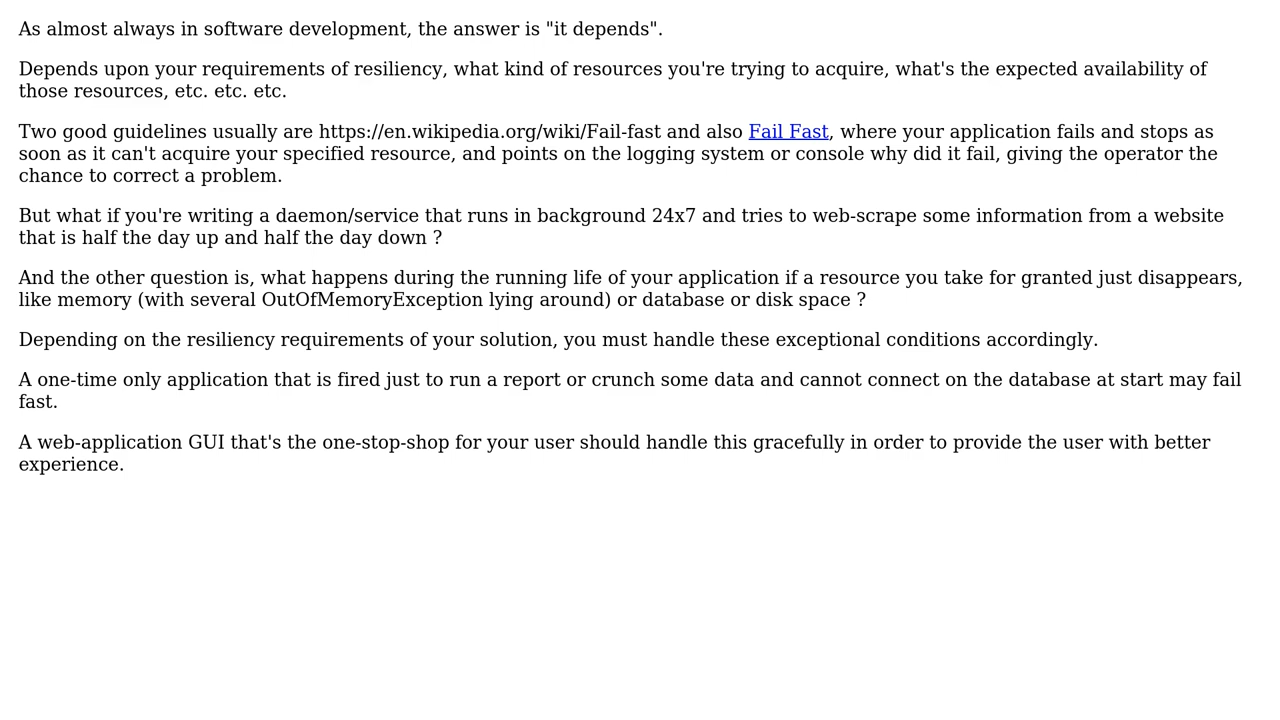 As almost always in software development, the answer is "it depends".
Depends upon your requirements of resiliency, what kind of resources you're trying to acquire, what's the expected availability of
those resources, etc. etc. etc.
Two good guidelines usually are https://en.wikipedia.org/wiki/Fail-fast and also Fail Fast, where your application fails and stops as
soon as it can't acquire your specified resource, and points on the logging system or console why did it fail, giving the operator the
chance to correct a problem.
But what if you're writing a daemon/service that runs in background 24x7 and tries to web-scrape some information from a website
that is half the day up and half the day down ?
And the other question is, what happens during the running life of your application if a resource you take for granted just disappears,
like memory (with several OutOfMemoryException lying around) or database or disk space ?
Depending on the resiliency requirements of your solution, you must handle these exceptional conditions accordingly.
A one-time only application that is fired just to run a report or crunch some data and cannot connect on the database at start may fail
fast.
A web-application GUI that's the one-stop-shop for your user should handle this gracefully in order to provide the user with better
experience.